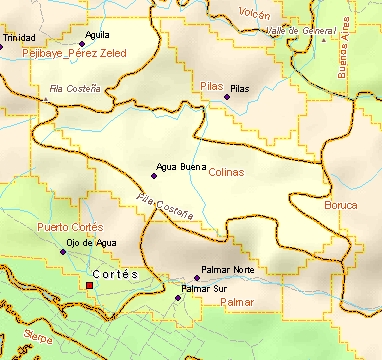 Volcán
Trinidad
Aguila
Valle de General
Pejibaye_Pérez Zeled
Buenos Aires
Fila Costeña
Pilas
Pilas
Agua Buena
Colinas
Fila Costeña
Boruca
Puerto Cortés
Ojo de Agua
Cortés
Palmar Norte
Palmar Sur
Palmar
Sierpe